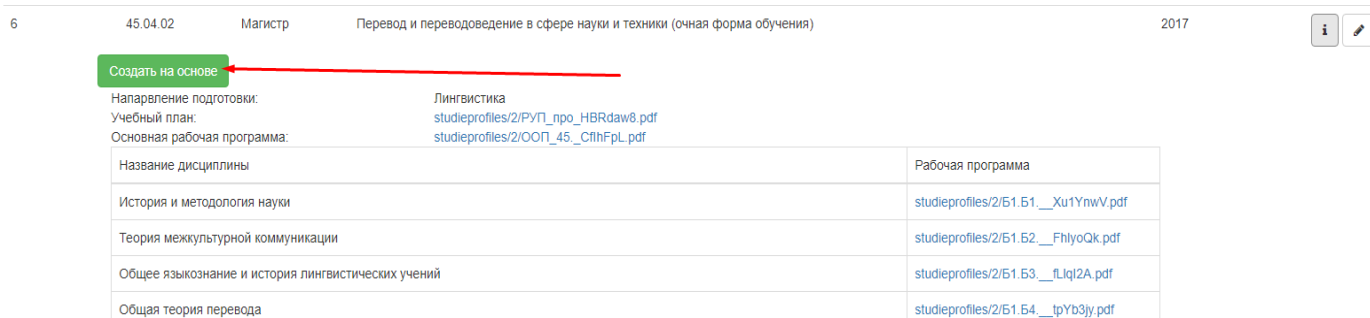 6 45.04.02 Магистр Перевод и переводоведение в сфере науки и техники (очная форма обучения) 2017
Создать на основе
Напарвление подготовки: Лингвистика
Учебный план: studieprofiles/2/РУП_про_HBRdaw8.pdf
Основная рабочая программа: studieprofiles/2/ООП_45._CflhFpL.pdf
Название дисциплины Рабочая программа
История и методология науки studieprofiles/2/Б1.Б1.__Xu1YnwV.pdf
Теория межкультурной коммуникации studieprofiles/2/Б1.Б2.__FhlyoQk.pdf
Общее языкознание и история лингвистических учений studieprofiles/2/Б1.Б3.__fLlqI2A.pdf
Общая теория перевода studieprofiles/2/Б1.Б4.__tpYb3jy.pdf